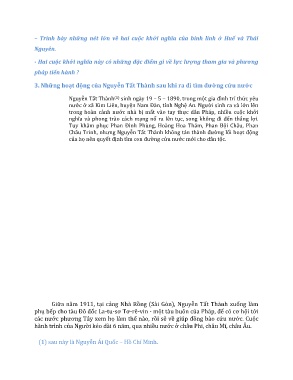 – Trình bày những nét lớn về hai cuộc khởi nghĩa của binh lính ở Huế và Thái
Nguyên.
- Hai cuộc khởi nghĩa này có những đặc điểm gì về lực lượng tham gia và phương
pháp tiến hành ?
3. Những hoạt động của Nguyễn Tất Thành sau khi ra đi tìm đường cứu nước
Nguyễn Tất Thành⁽¹⁾ sinh ngày 19 – 5 – 1890, trong một gia đình trí thức yêu
nước ở xã Kim Liên, huyện Nam Đàn, tỉnh Nghệ An. Người sinh ra và lớn lên
trong hoàn cảnh nước nhà bị mất vào tay thực dân Pháp, nhiều cuộc khởi
nghĩa và phong trào cách mạng nổ ra liên tục, song không đi đến thắng lợi.
Tuy khâm phục Phan Đình Phùng, Hoàng Hoa Thám, Phan Bội Châu, Phan
Châu Trinh, nhưng Nguyễn Tất Thành không tán thành đường lối hoạt động
của họ nên quyết định tìm con đường cứu nước mới cho dân tộc.
Giữa năm 1911, tại cảng Nhà Rồng (Sài Gòn), Nguyễn Tất Thành xuống làm
phụ bếp cho tàu Đô đốc La-tu-sơ Tơ-rê-vin - một tàu buôn của Pháp, để có cơ hội tới
các nước phương Tây xem họ làm thế nào, rồi sẽ về giúp đồng bào cứu nước. Cuộc
hành trình của Người kéo dài 6 năm, qua nhiều nước ở châu Phi, châu Mĩ, châu Âu.
(1) sau này là Nguyễn Ái Quốc – Hồ Chí Minh.